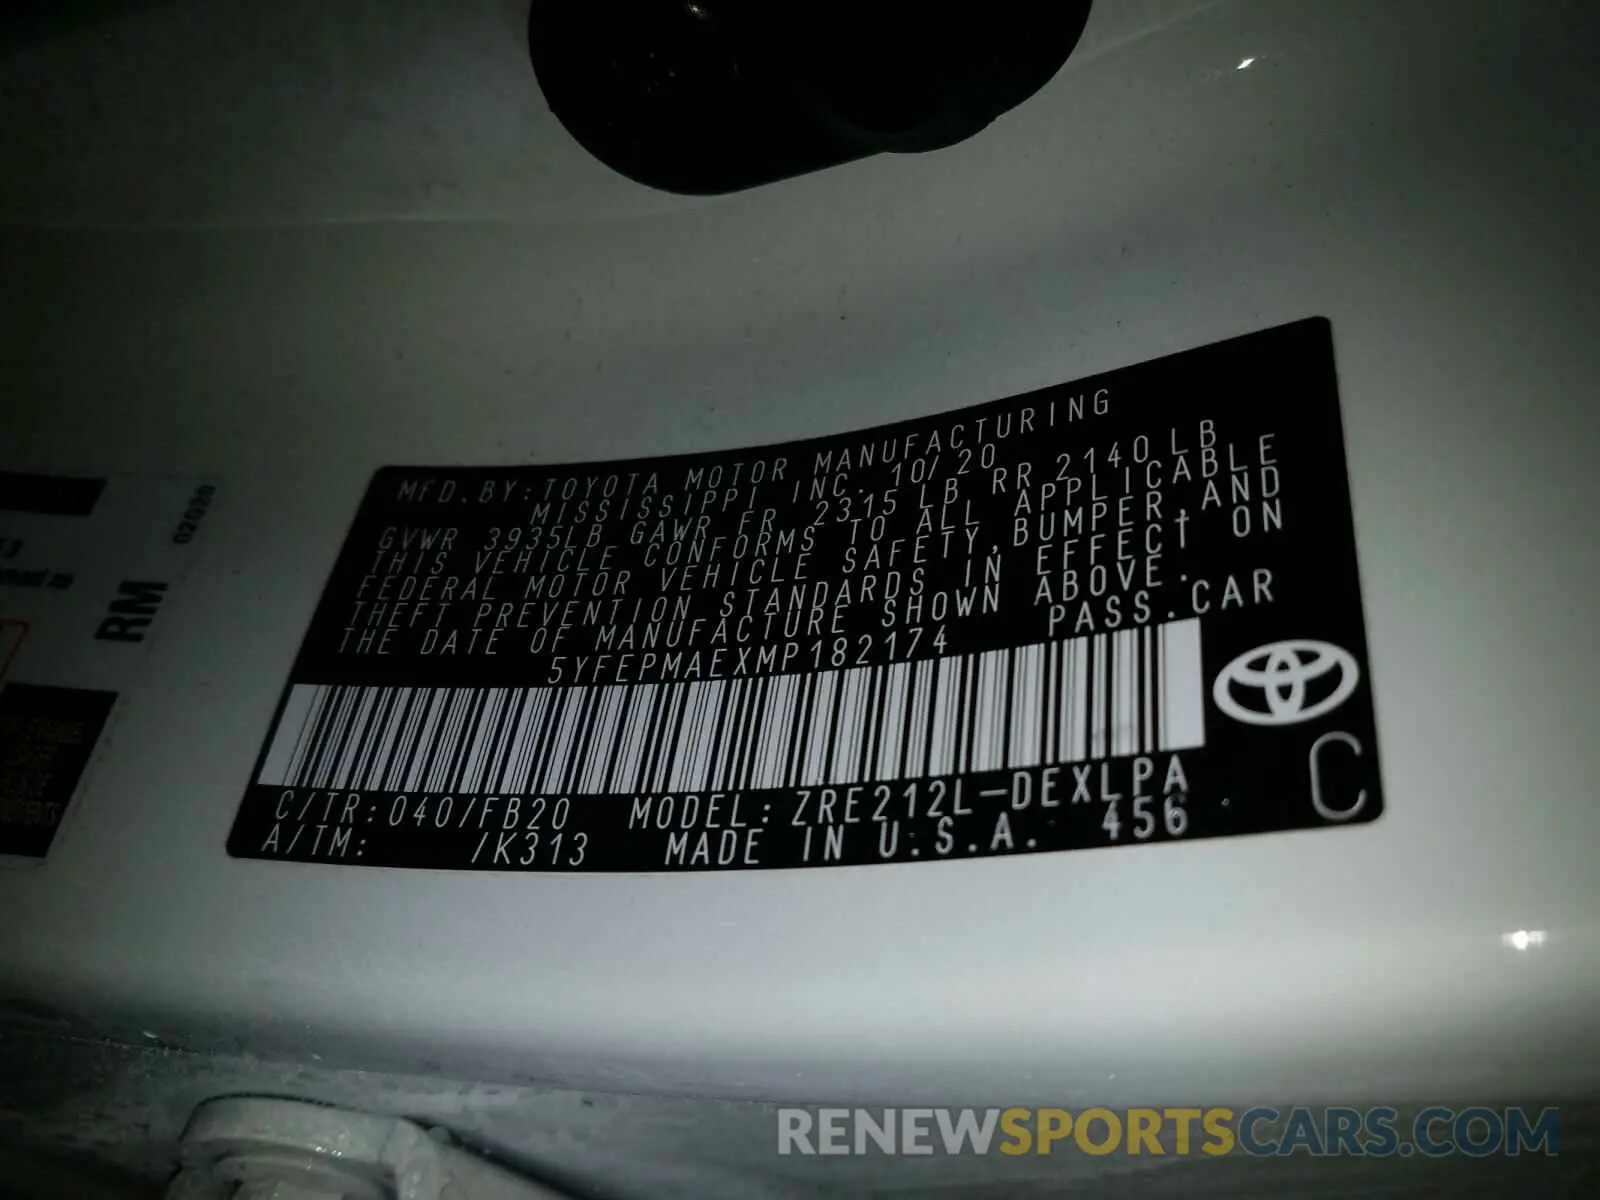 MFD.BY:TOYOTA MOTOR MANUFACTURING
MISSISSIPPI INC. 10/20
GVWR 3935LB GAWR FR 2315 LB RR 2140LB
THIS VEHICLE CONFORMS TO ALL APPLICABLE
FEDERAL MOTOR VEHICLE SAFETY,BUMPER,AND
THEFT PREVENTION STANDARDS IN EFFECT ON
THE DATE OF MANUFACTURE SHOWN ABOVE.
5YFEPMAEXMP182174 PASS.CAR
C/TR:040/FB20 MODEL:ZRE212L-DEXLPA
A/TM: /K313 MADE IN U.S.A. 456
C
RM
02020
RENEWSPORTSCARS.COM